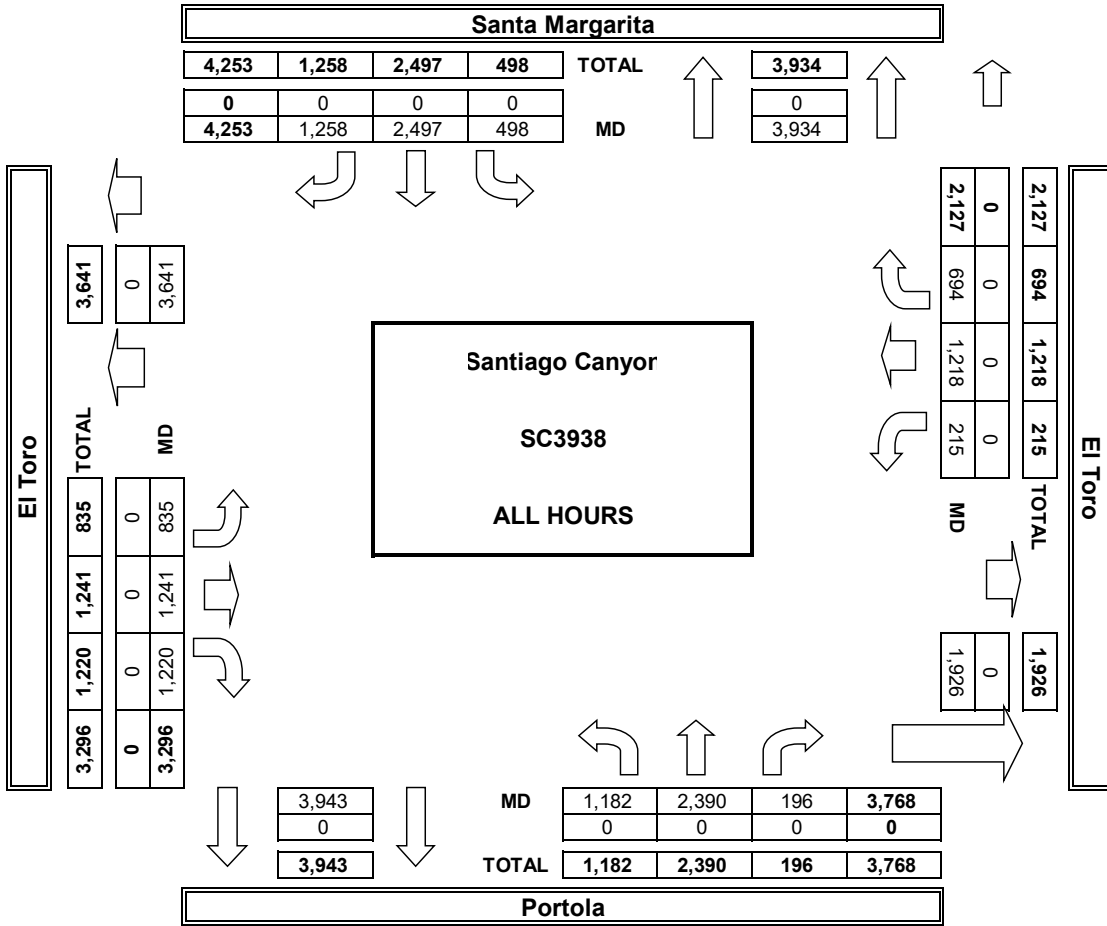 Santa Margarita
4,253 1,258 2,497 498 TOTAL 3,934
0 0 0 0 0
4,253 1,258 2,497 498 MD 3,934
El Toro
3,641 0 3,641
TOTAL MD
835 0 835
1,241 0 1,241
1,220 0 1,220
3,296 0 3,296
Santiago Canyor
SC3938
ALL HOURS
2,127 0 2,127
694 0 694
1,218 0 1,218
215 0 215
MD TOTAL
1,926 0 1,926
El Toro
3,943 MD 1,182 2,390 196 3,768
0 0 0 0 0
3,943 TOTAL 1,182 2,390 196 3,768
Portola